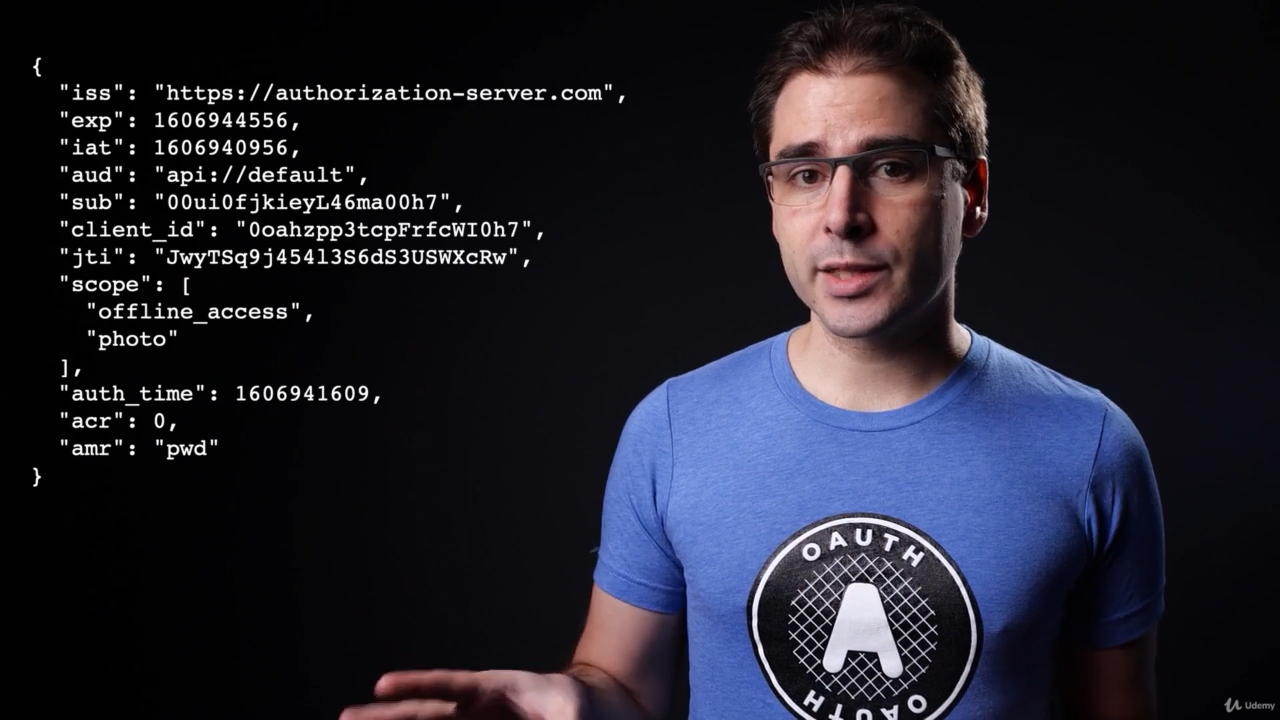 {
"iss": "https://authorization-server.com",
"exp": 1606944556,
"iat": 1606940956,
"aud": "api://default",
"sub": "00ui0fjkieyL46ma00h7",
"client_id": "0oahzpp3tcpFrfcWI0h7",
"jti": "JwyTSq9j454l3S6dS3USWXcRw",
"scope": [
"offline_access",
"photo"
],
"auth_time": 1606941609,
"acr": 0,
"amr": "pwd"
}
OAUTH
A
OAUTH
Udemy